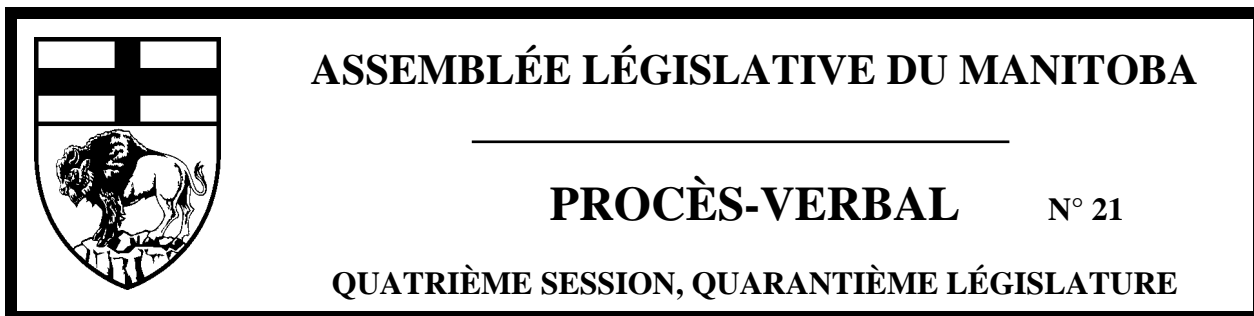 ASSEMBLÉE LÉGISLATIVE DU MANITOBA
PROCÈS-VERBAL N° 21
QUATRIÈME SESSION, QUARANTIÈME LÉGISLATURE